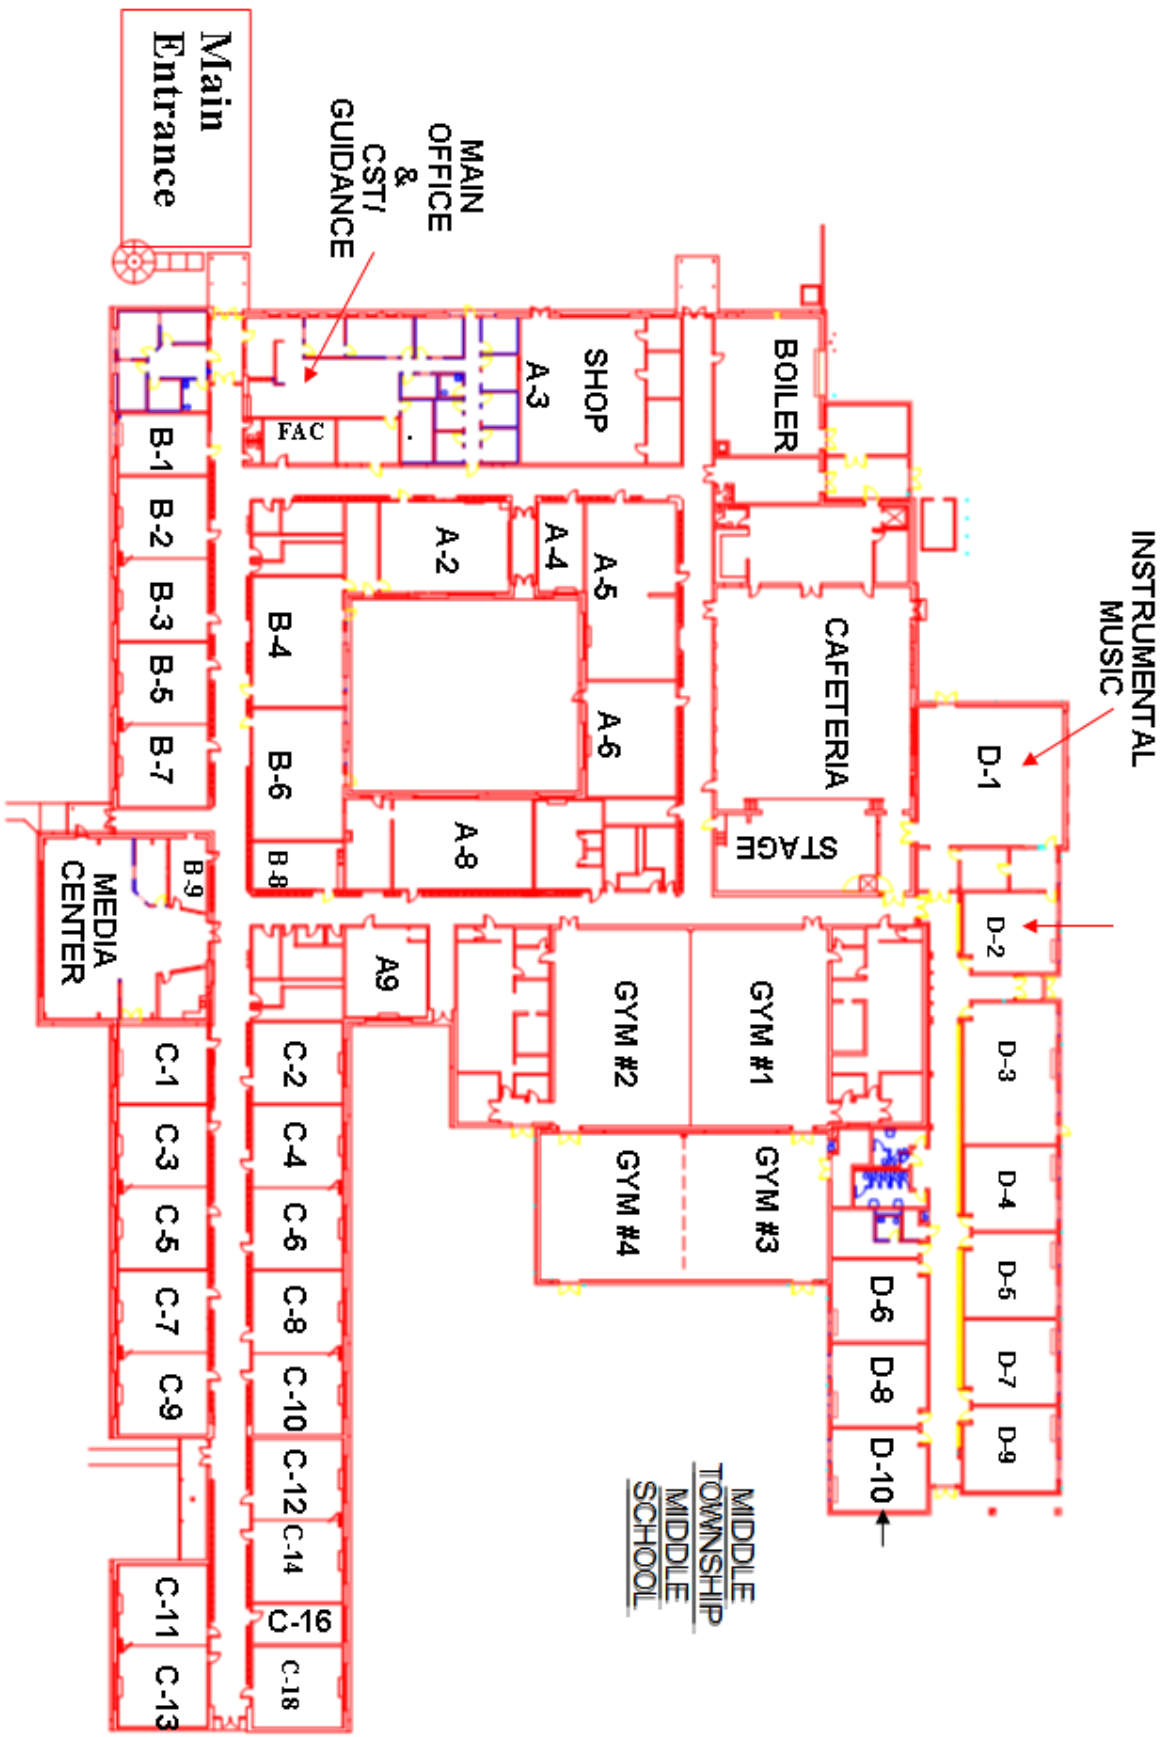 Main
Entrance
MAIN
OFFICE
&
CST/
GUIDANCE
FAC
A-3
SHOP
BOILER
B-1
B-2
B-3
B-5
B-7
B-4
B-6
B-8
B-9
MEDIA
CENTER
A-2
A-4
A-5
A-6
A-8
A9
CAFETERIA
STAGE
INSTRUMENTAL
MUSIC
D-1
D-2
D-3
D-4
D-5
D-7
D-9
D-6
D-8
D-10
GYM #1
GYM #2
GYM #3
GYM #4
C-1
C-3
C-5
C-7
C-9
C-11
C-13
C-2
C-4
C-6
C-8
C-10
C-12
C-14
C-16
C-18
MIDDLE
TOWNSHIP
MIDDLE
SCHOOL